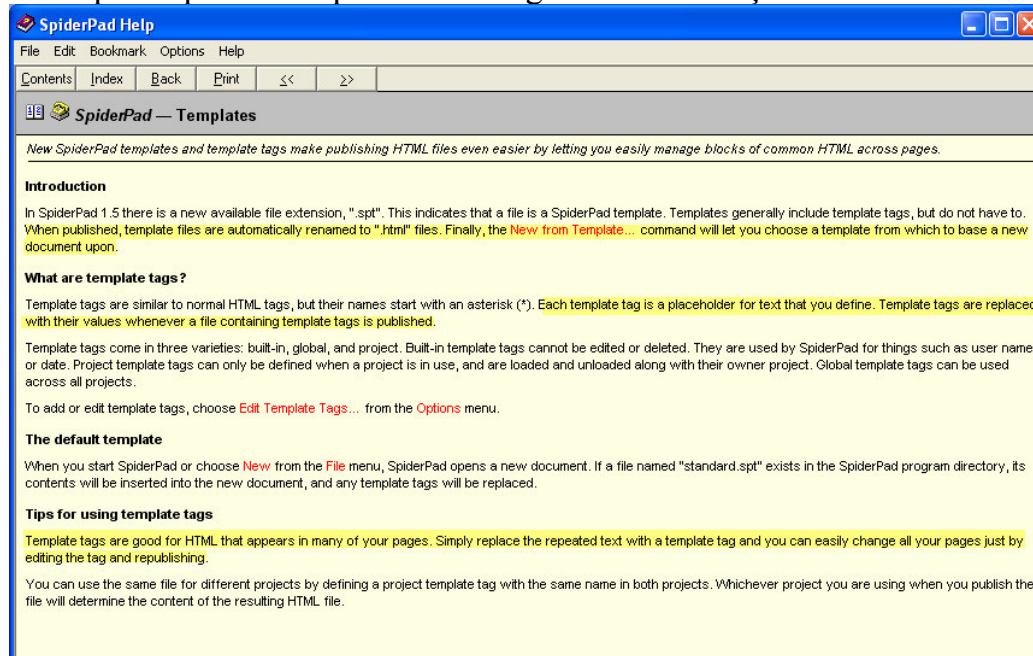 SpiderPad Help
File Edit Bookmark Options Help
Contents Index Back Print << >>
SpiderPad — Templates
New SpiderPad templates and template tags make publishing HTML files even easier by letting you easily manage blocks of common HTML across pages.
Introduction
In SpiderPad 1.5 there is a new available file extension, ".spt". This indicates that a file is a SpiderPad template. Templates generally include template tags, but do not have to.
When published, template files are automatically renamed to ".html" files. Finally, the New from Template... command will let you choose a template from which to base a new
document upon.
What are template tags?
Template tags are similar to normal HTML tags, but their names start with an asterisk (*). Each template tag is a placeholder for text that you define. Template tags are replaced
with their values whenever a file containing template tags is published.
Template tags come in three varieties: built-in, global, and project. Built-in template tags cannot be edited or deleted. They are used by SpiderPad for things such as user name
or date. Project template tags can only be defined when a project is in use, and are loaded and unloaded along with their owner project. Global template tags can be used
across all projects.
To add or edit template tags, choose Edit Template Tags... from the Options menu.
The default template
When you start SpiderPad or choose New from the File menu, SpiderPad opens a new document. If a file named "standard.spt" exists in the SpiderPad program directory, its
contents will be inserted into the new document, and any template tags will be replaced.
Tips for using template tags
Template tags are good for HTML that appears in many of your pages. Simply replace the repeated text with a template tag and you can easily change all your pages just by
editing the tag and republishing.
You can use the same file for different projects by defining a project template tag with the same name in both projects. Whichever project you are using when you publish the
file will determine the content of the resulting HTML file.